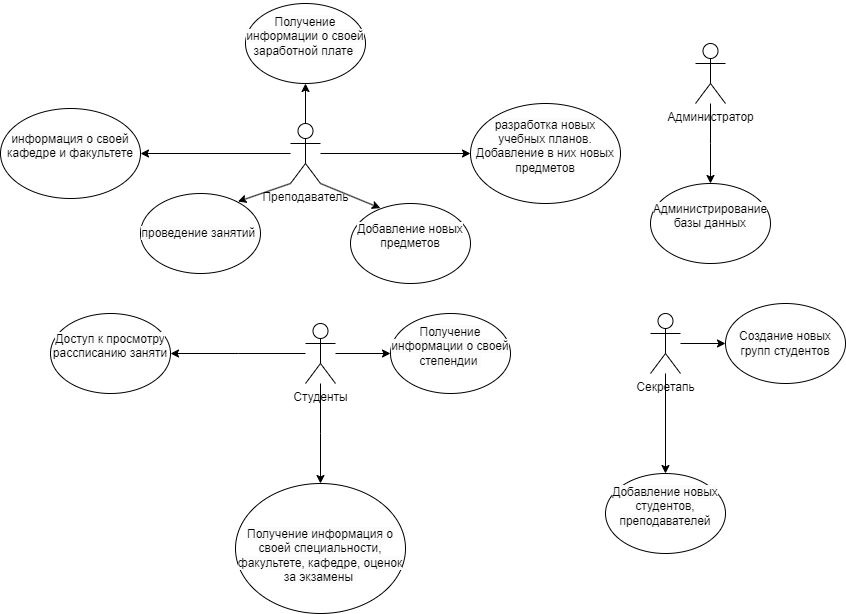 Получение
информации о своей
заработной плате
информация о своей
кафедре и факультете
Преподаватель
разработка новых
учебных планов.
Добавление в них новых
предметов
проведение занятий
Добавление новых
предметов
Администратор
Администрирование
базы данных
Доступ к просмотру
рассписанию заняти
Студенты
Получение
информации о своей
степендии
Получение информация о
своей специальности,
факультете, кафедре, оценок
за экзамены
Секретапь
Создание новых
групп студентов
Добавление новых
студентов,
преподавателей